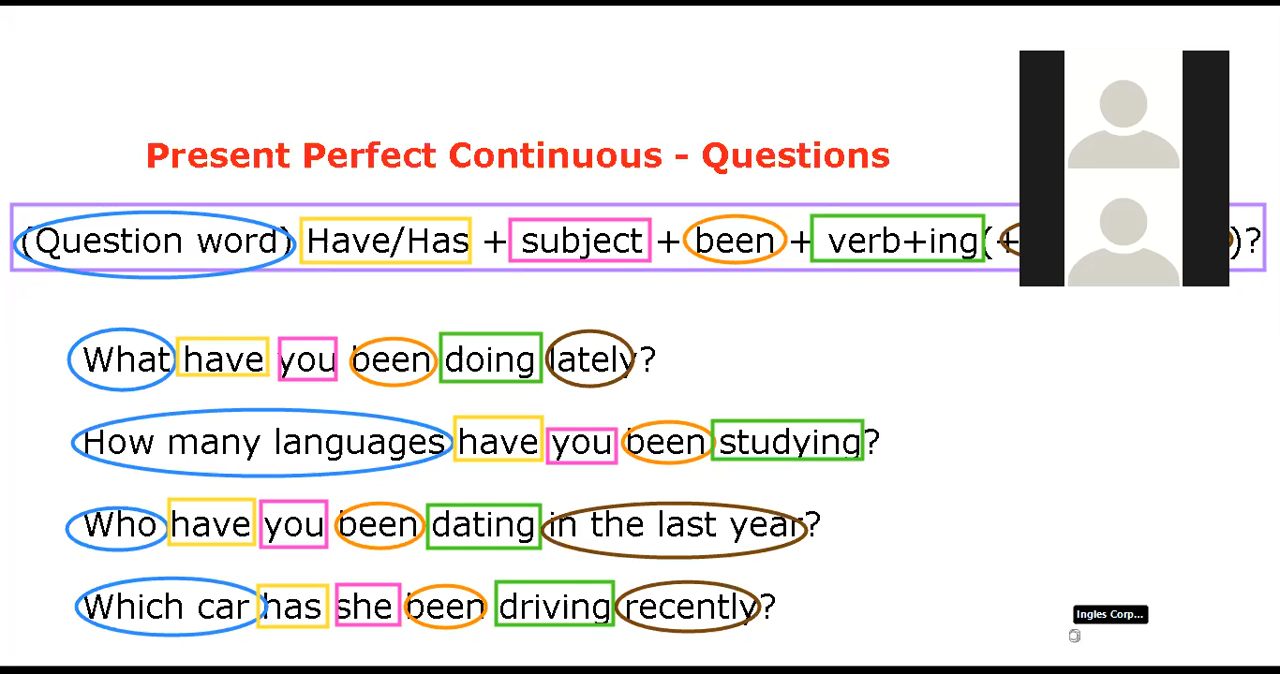 Present Perfect Continuous - Questions
(Question word) Have/Has + subject + been + verb+ing(+ )?
What have you been doing lately?
How many languages have you been studying?
Who have you been dating in the last year?
Which car has she been driving recently?
Ingles Corp...